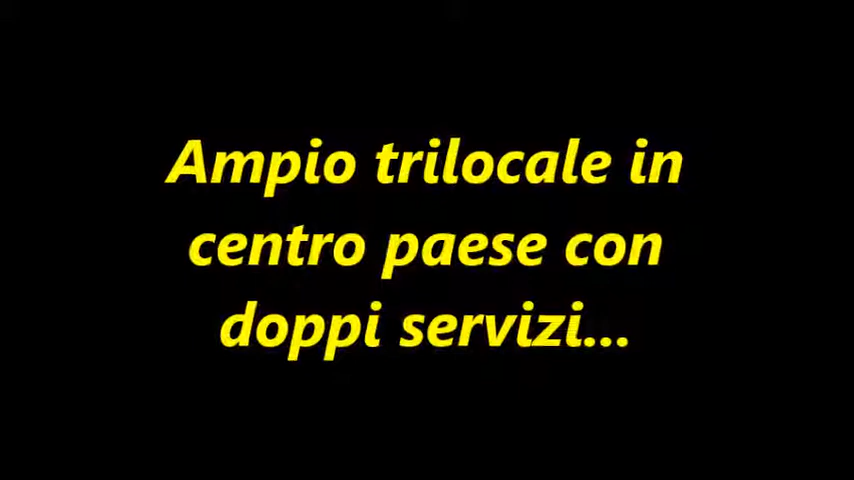 Ampio trilocale in
centro paese con
doppi servizi...